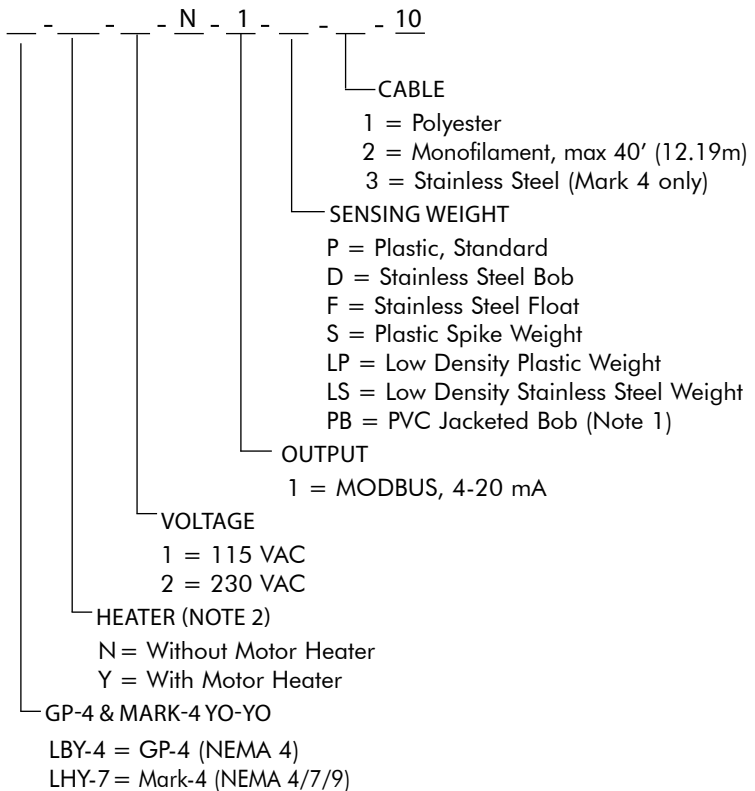 __ - __ - __ - N - 1 - __ - __ - 10
CABLE
1 = Polyester
2 = Monofilament, max 40’ (12.19m)
3 = Stainless Steel (Mark 4 only)
SENSING WEIGHT
P = Plastic, Standard
D = Stainless Steel Bob
F = Stainless Steel Float
S = Plastic Spike Weight
LP = Low Density Plastic Weight
LS = Low Density Stainless Steel Weight
PB = PVC Jacketed Bob (Note 1)
OUTPUT
1 = MODBUS, 4-20 mA
VOLTAGE
1 = 115 VAC
2 = 230 VAC
HEATER (NOTE 2)
N = Without Motor Heater
Y = With Motor Heater
GP-4 & MARK-4 YO-YO
LBY-4 = GP-4 (NEMA 4)
LHY-7 = Mark-4 (NEMA 4/7/9)